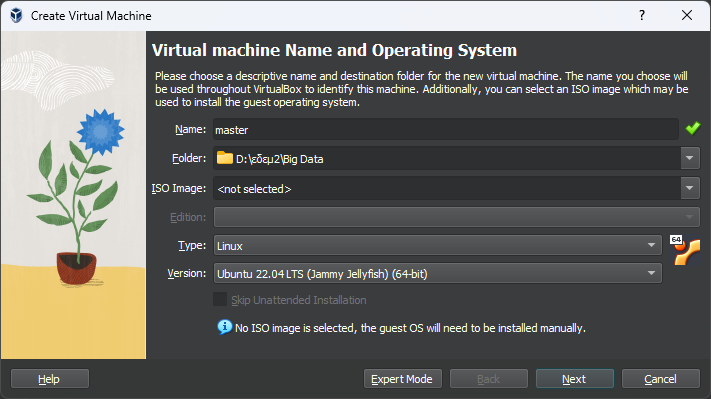 Create Virtual Machine
?
Virtual machine Name and Operating System
Please choose a descriptive name and destination folder for the new virtual machine. The name you choose will
be used throughout VirtualBox to identify this machine. Additionally, you can select an ISO image which may be
used to install the guest operating system.
Name: master
Folder: D:\εδεμ2\Big Data
ISO Image: <not selected>
Edition:
Type: Linux
64
Version: Ubuntu 22.04 LTS (Jammy Jellyfish) (64-bit)
Skip Unattended Installation
No ISO image is selected, the guest OS will need to be installed manually.
Help Expert Mode Back Next Cancel